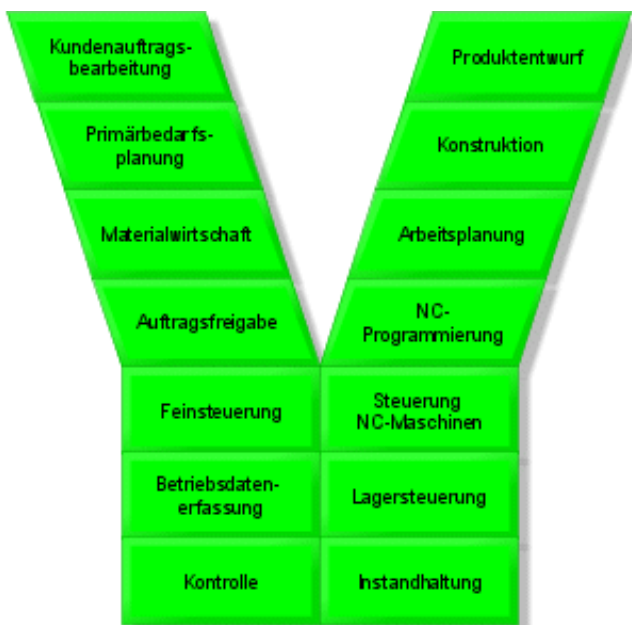 Kundenauftrags-
bearbeitung
Primärbedarfs-
planung
Materialwirtschaft
Auftragsfreigabe
Produktentwurf
Konstruktion
Arbeitsplanung
NC-
Programmierung
Feinsteuerung
Steuerung
NC-Maschinen
Betriebsdaten-
erfassung
Lagersteuerung
Kontrolle
Instandhaltung